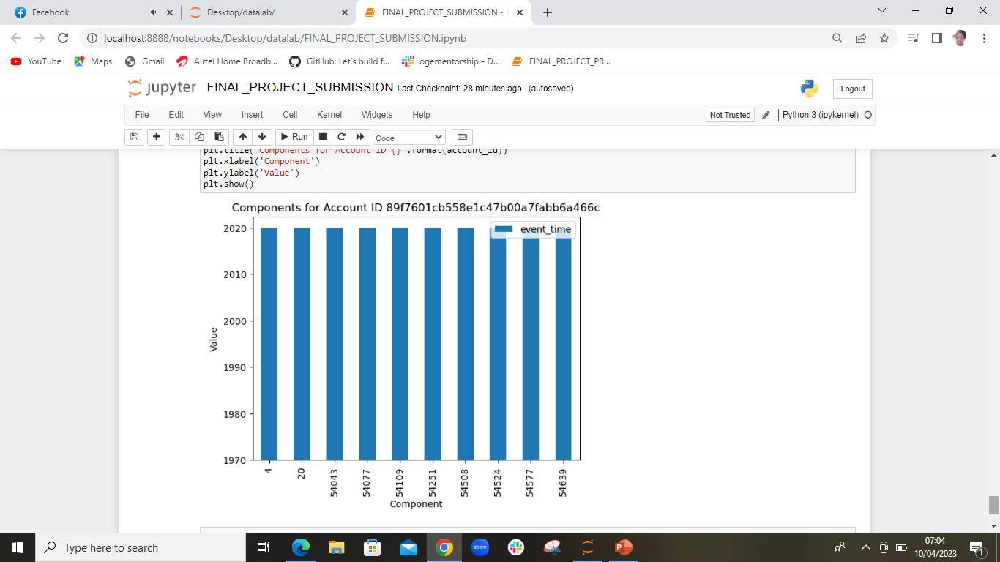 Facebook
Desktop/datalab/
FINAL_PROJECT_SUBMISSION - J
localhost:8888/notebooks/Desktop/datalab/FINAL_PROJECT_SUBMISSION.ipynb
YouTube
Maps
Gmail
Airtel Home Broadb...
GitHub: Let's build f...
ogementorship - D...
FINAL_PROJECT_PR...
jupyter
FINAL_PROJECT_SUBMISSION Last Checkpoint: 28 minutes ago (autosaved)
Logout
File Edit View Insert Cell Kernel Widgets Help
Not Trusted
Python 3 (ipykernel)
Run
Code
plt.title('Components for Account ID {}'.format(account_id))
plt.xlabel('Component')
plt.ylabel('Value')
plt.show()
Components for Account ID 89f7601cb558e1c47b00a7fabb6a466c
event_time
2020
2010
2000
1990
1980
1970
Value
4
20
54043
54077
54109
54251
54508
54524
54577
54639
Component
Type here to search
zoom
07:04
10/04/2023
1